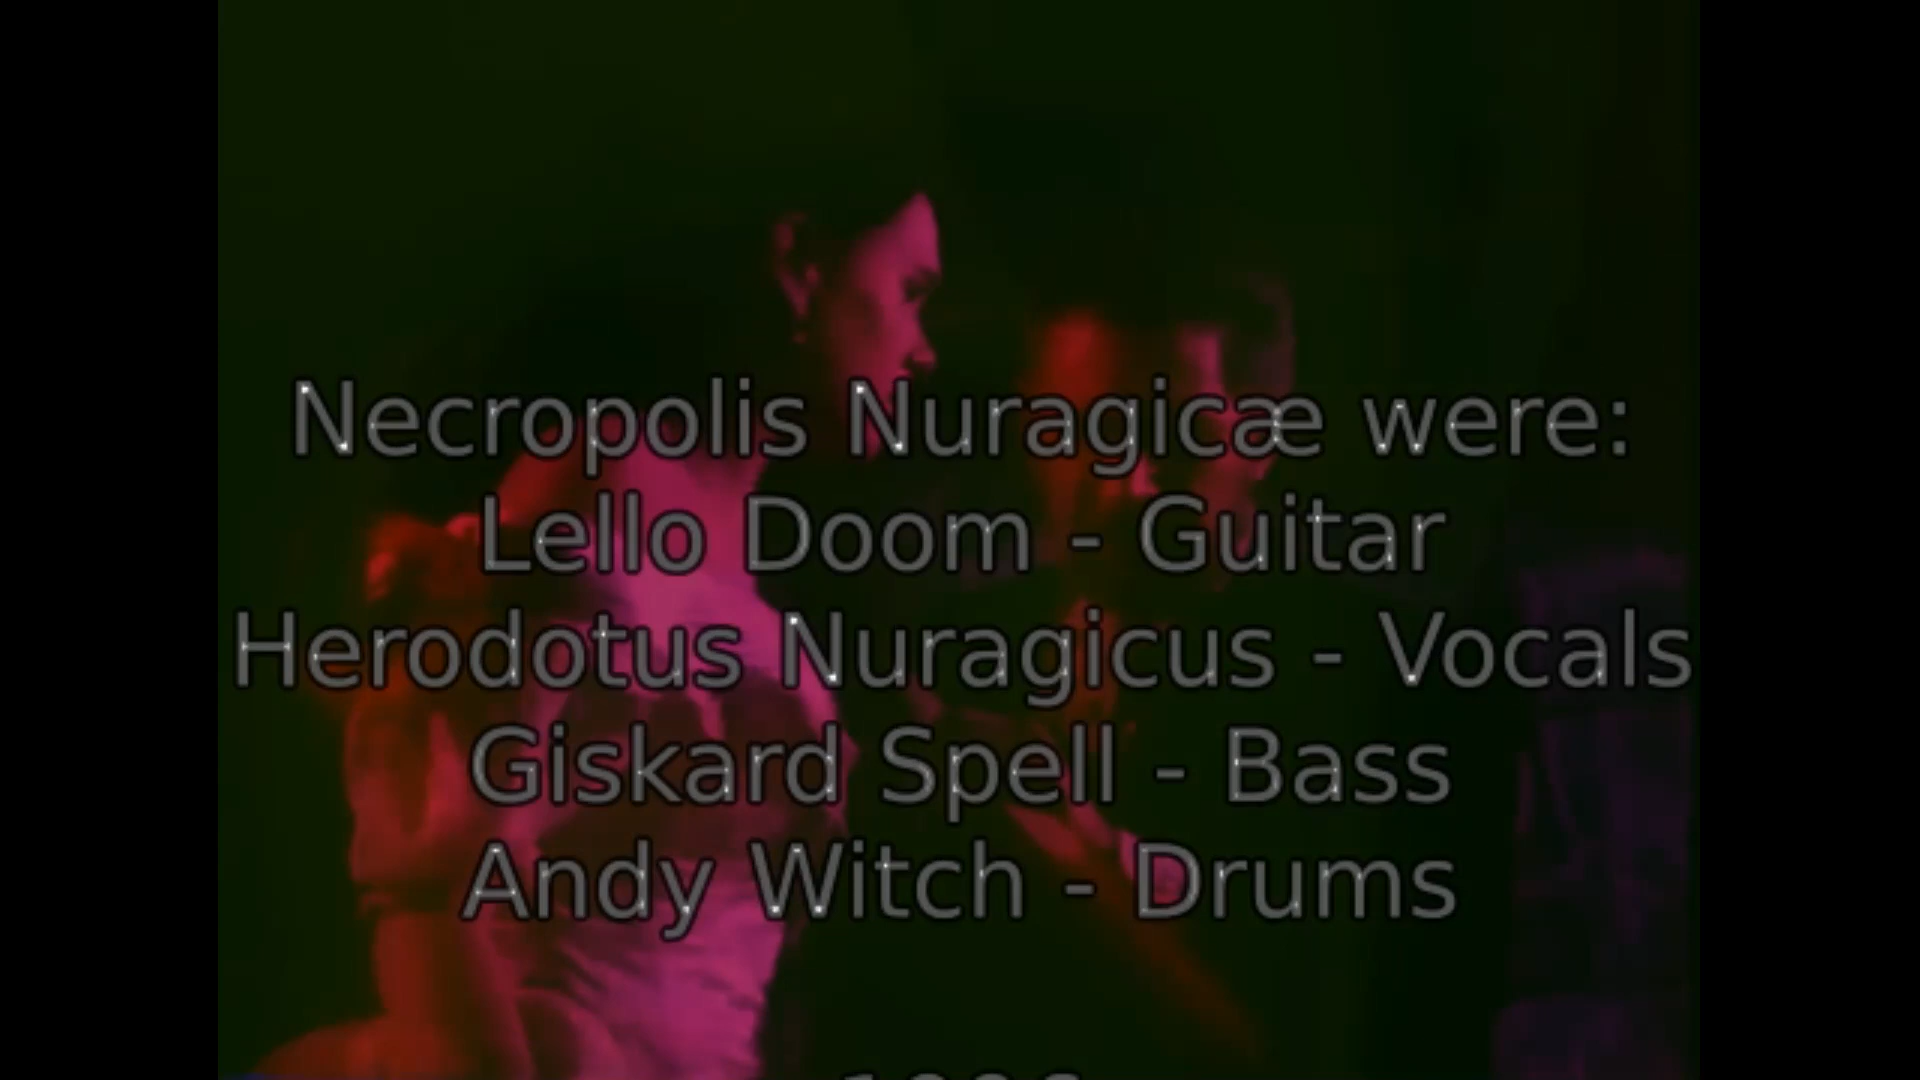 Necropolis Nuragicæ were:
Lello Doom - Guitar
Herodotus Nuragicus - Vocals
Giskard Spell - Bass
Andy Witch - Drums